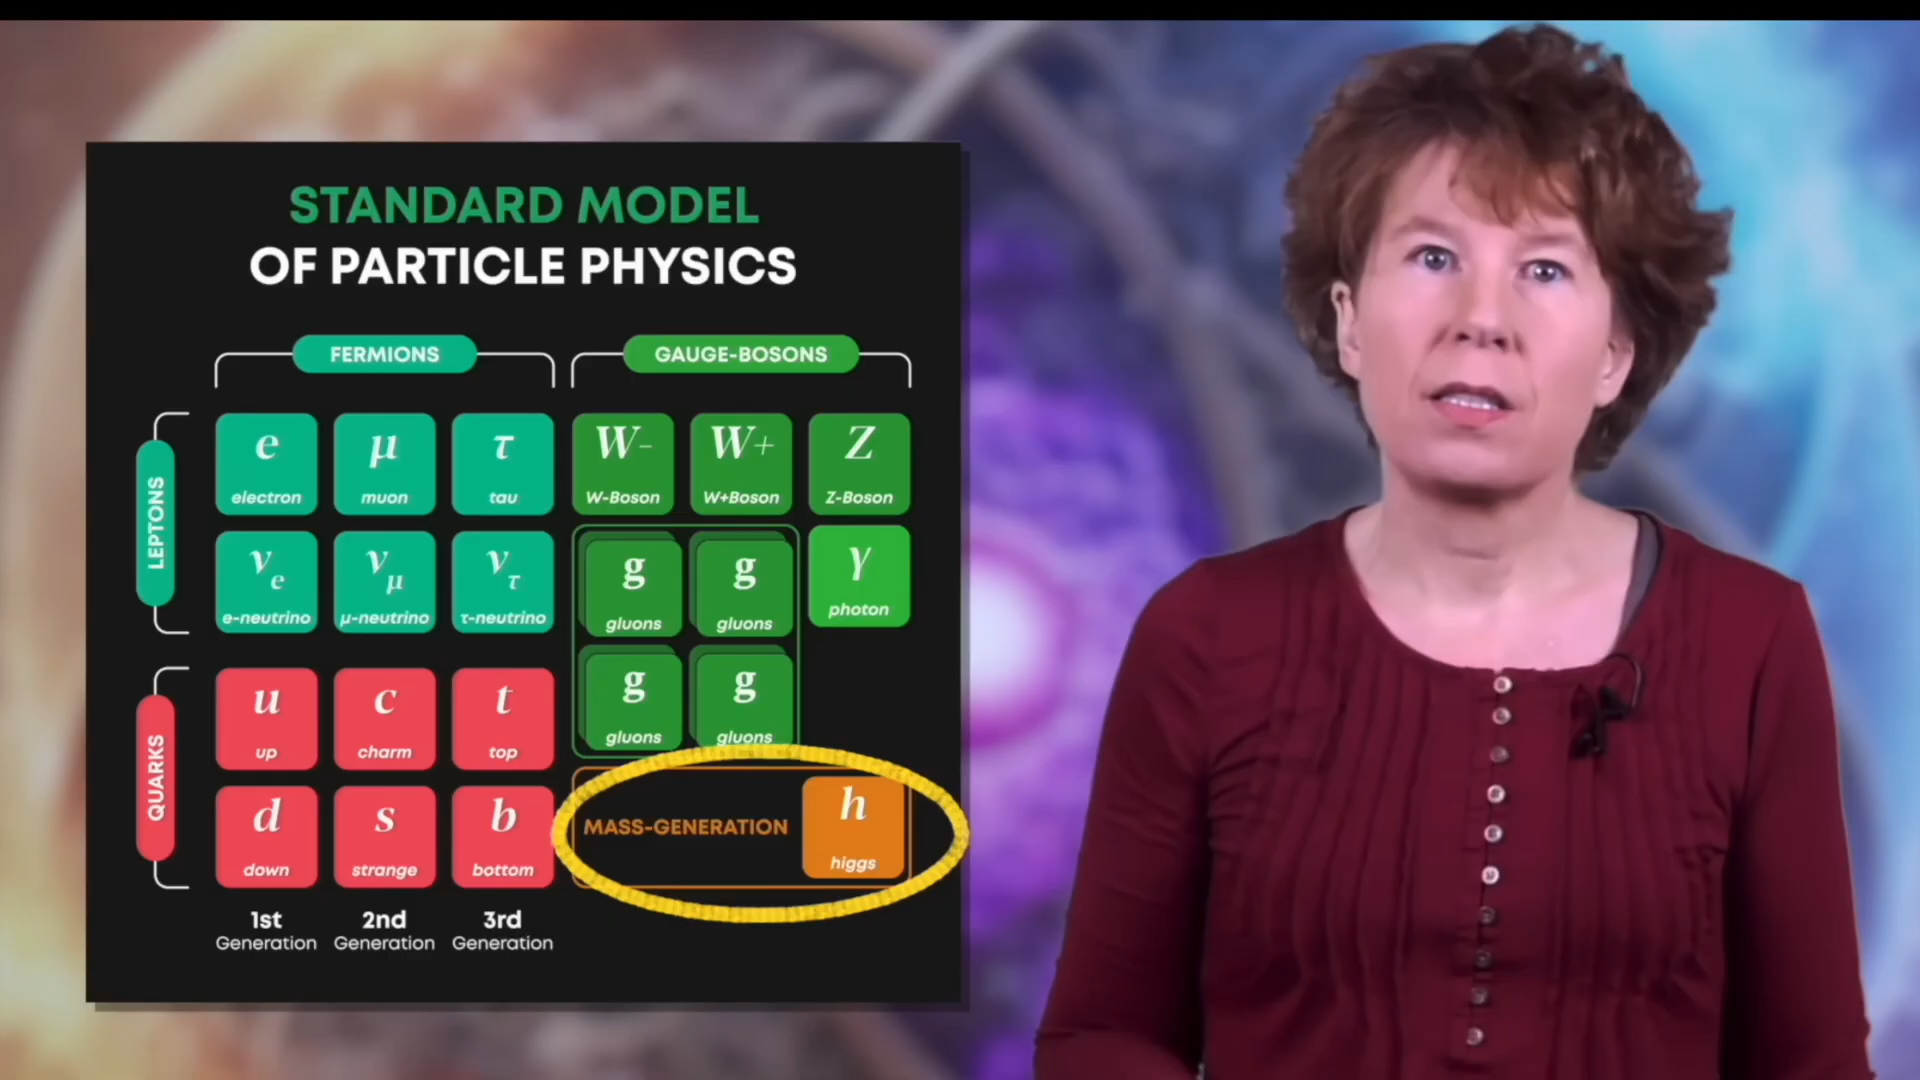 STANDARD MODEL
OF PARTICLE PHYSICS
FERMIONS
GAUGE-BOSONS
LEPTONS
e
electron
μ
muon
τ
tau
W-
W-Boson
W+
W+Boson
Z
Z-Boson
νe
e-neutrino
νμ
μ-neutrino
ντ
τ-neutrino
g
gluons
g
gluons
γ
photon
g
gluons
g
gluons
QUARKS
u
up
c
charm
t
top
d
down
s
strange
b
bottom
MASS-GENERATION
h
higgs
1st
Generation
2nd
Generation
3rd
Generation